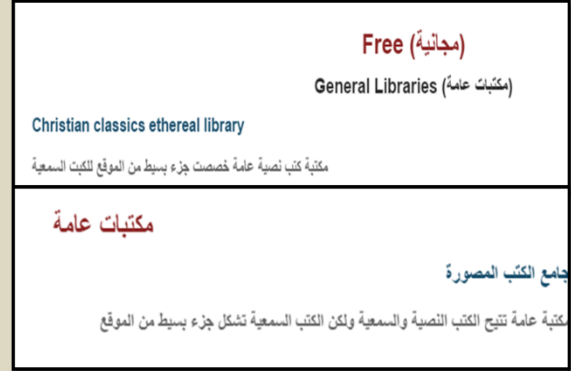 Free (مجانية)
General Libraries (مكتبات عامة)
Christian classics ethereal library
مكتبة كتب نصية عامة خصصت جزء بسيط من الموقع للكبت السمعية
مكتبات عامة
جامع الكتب المصورة
مكتبة عامة تتيح الكتب النصية والسمعية ولكن الكتب السمعية تشكل جزء بسيط من الموقع